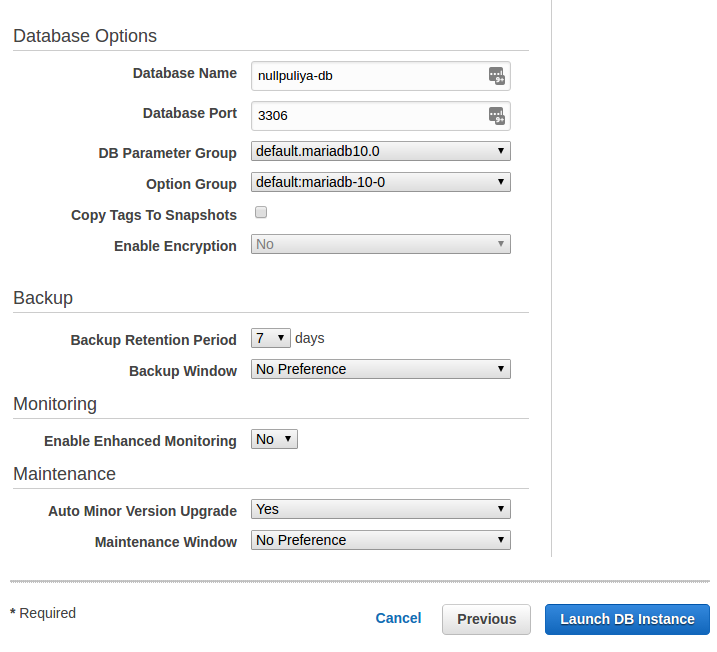 Database Options
Database Name nullpuliya-db
Database Port 3306
DB Parameter Group default.mariadb10.0
Option Group default:mariadb-10-0
Copy Tags To Snapshots
Enable Encryption No
Backup
Backup Retention Period 7 days
Backup Window No Preference
Monitoring
Enable Enhanced Monitoring No
Maintenance
Auto Minor Version Upgrade Yes
Maintenance Window No Preference
* Required Cancel Previous Launch DB Instance